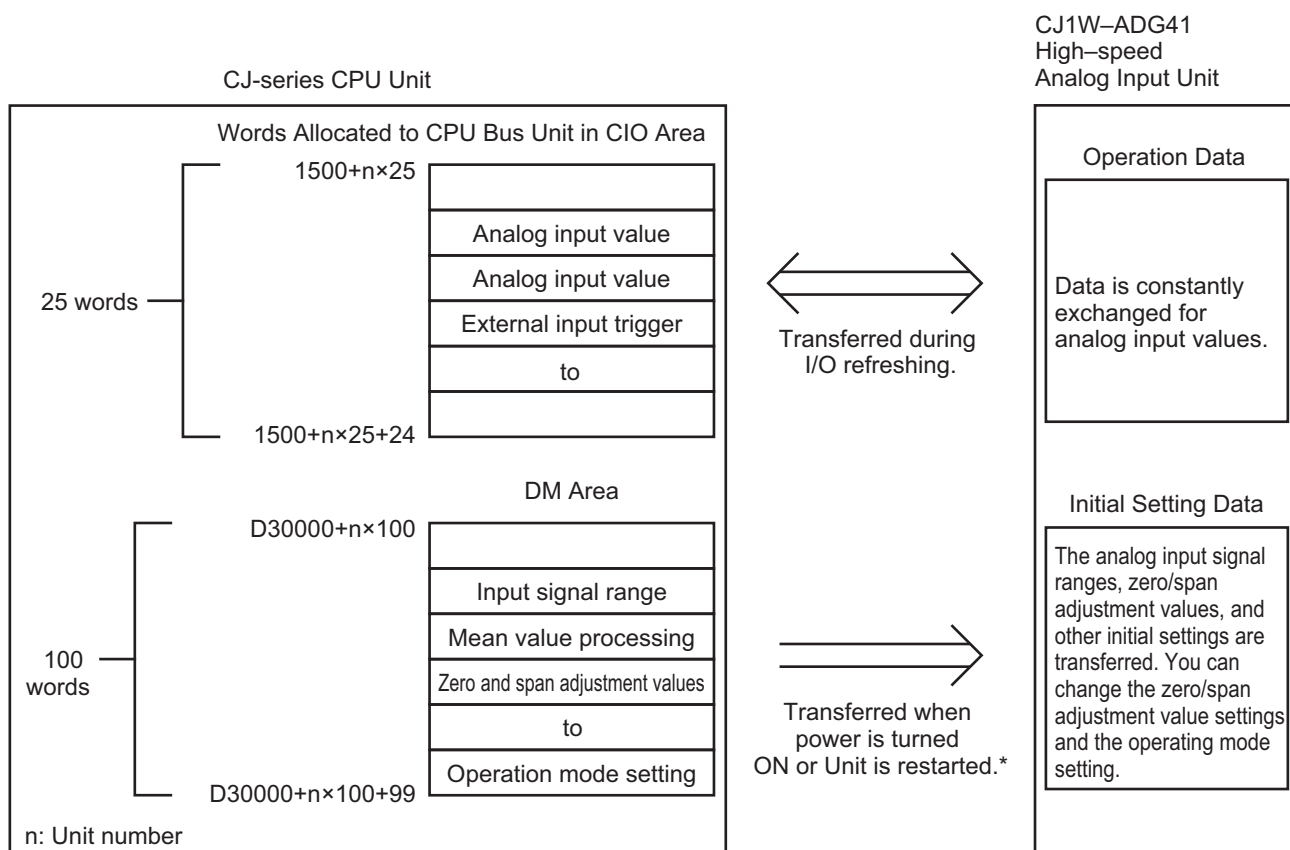 CJ1W–ADG41
High–speed
Analog Input Unit
CJ-series CPU Unit
Words Allocated to CPU Bus Unit in CIO Area
1500+n×25
Analog input value
Analog input value
External input trigger
to
25 words
1500+n×25+24
Transferred during
I/O refreshing.
Operation Data
Data is constantly
exchanged for
analog input values.
DM Area
D30000+n×100
Input signal range
Mean value processing
Zero and span adjustment values
to
Operation mode setting
100
words
D30000+n×100+99
n: Unit number
Transferred when
power is turned
ON or Unit is restarted.*
Initial Setting Data
The analog input signal
ranges, zero/span
adjustment values, and
other initial settings are
transferred. You can
change the zero/span
adjustment value settings
and the operating mode
setting.